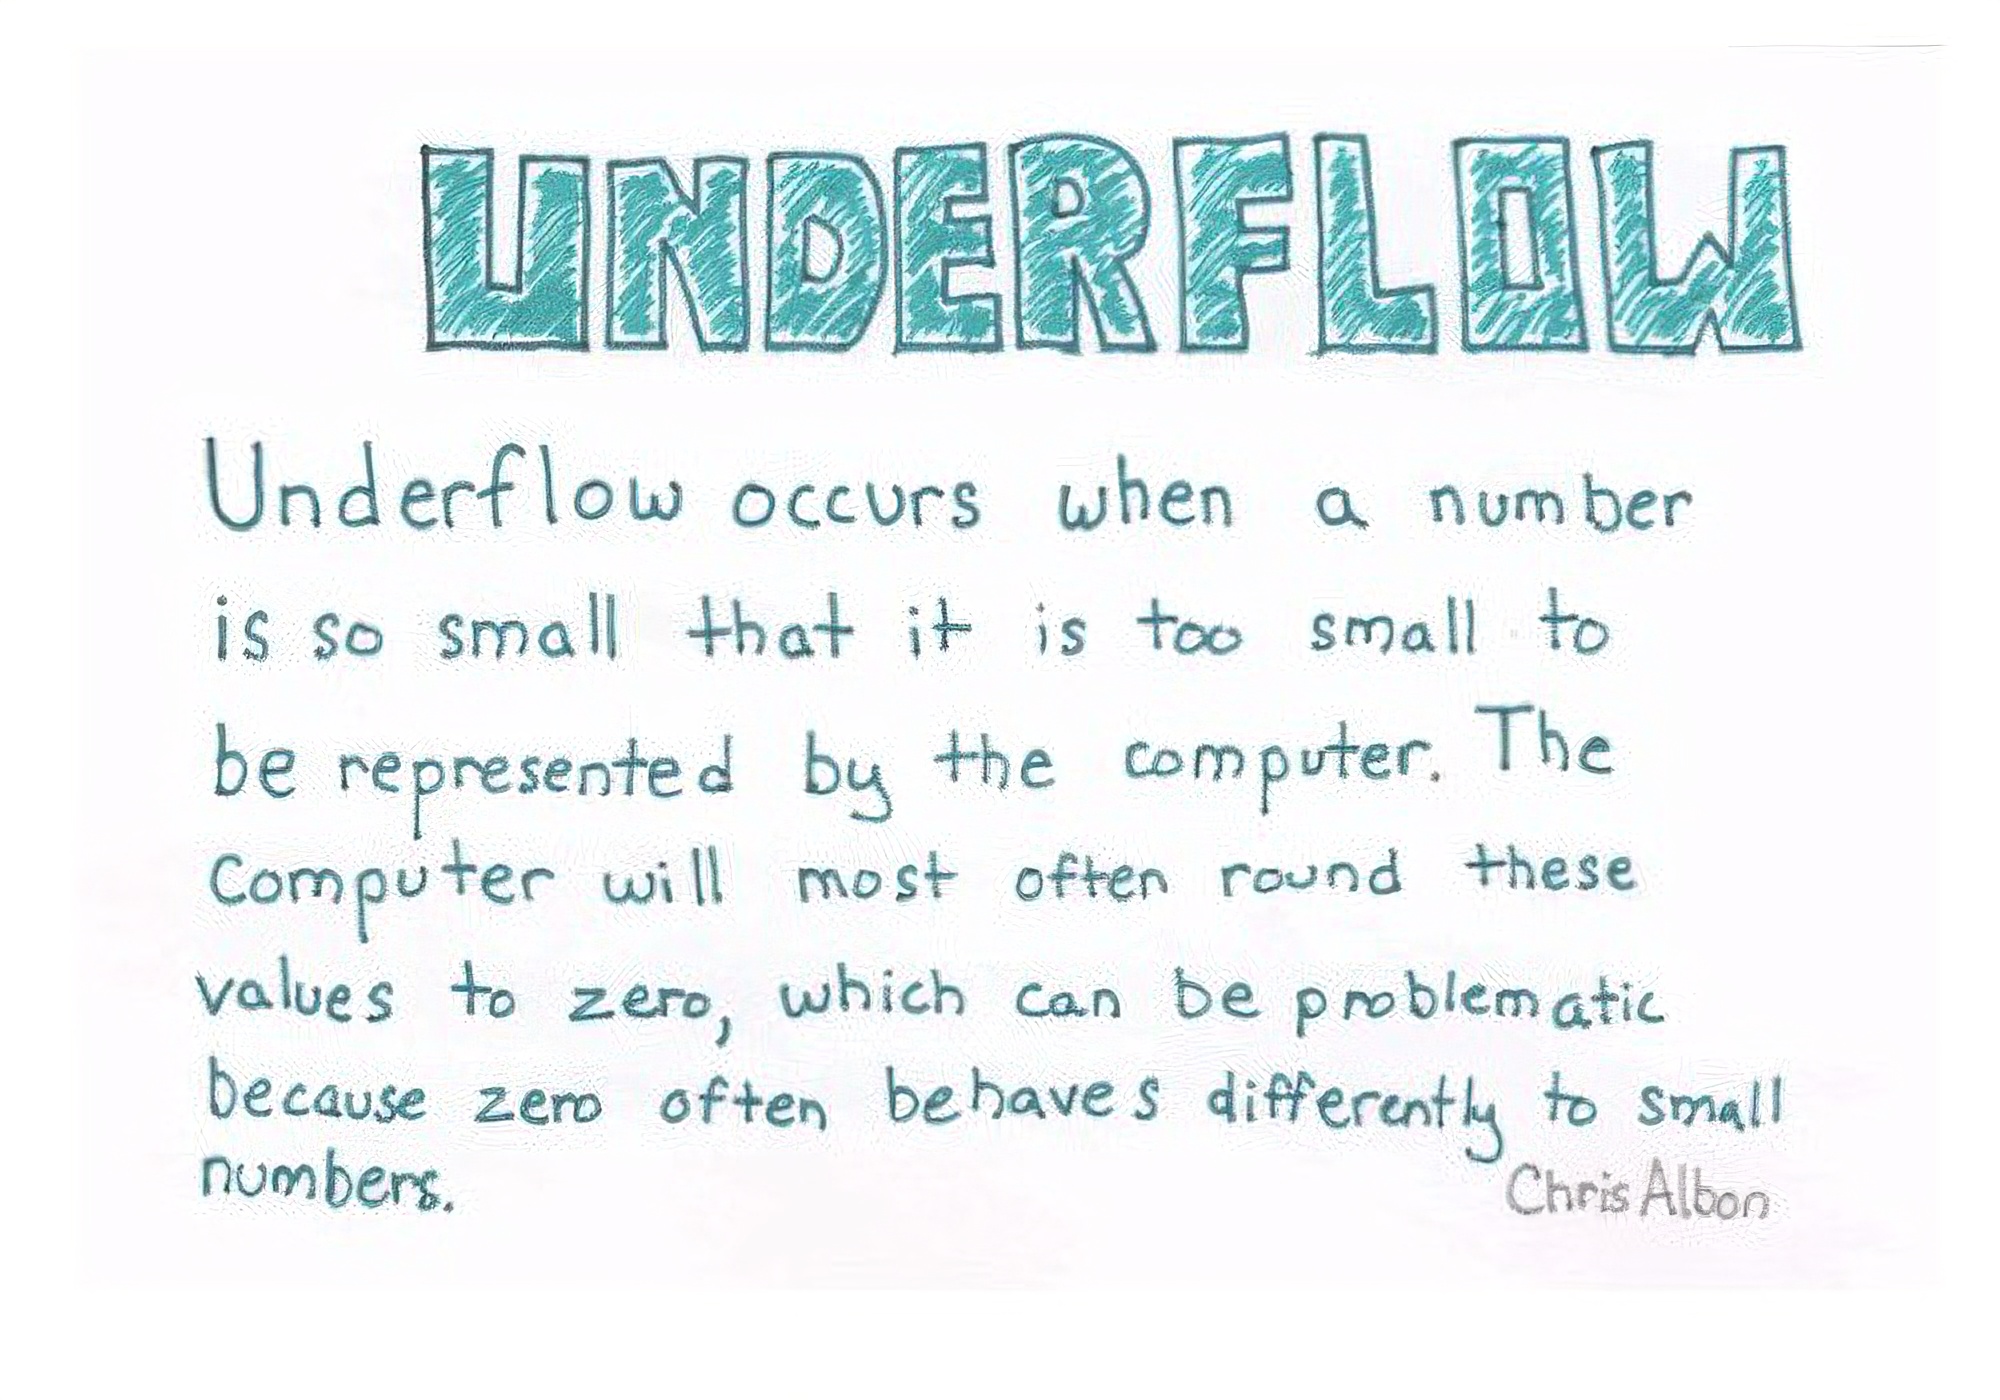 UNDERFLOW
Underflow occurs when a number
is so small that it is too small to
be represented by the computer. The
Computer will most often round these
values to zero, which can be problematic
because zero often behaves differently to small
numbers.
Chris Albon